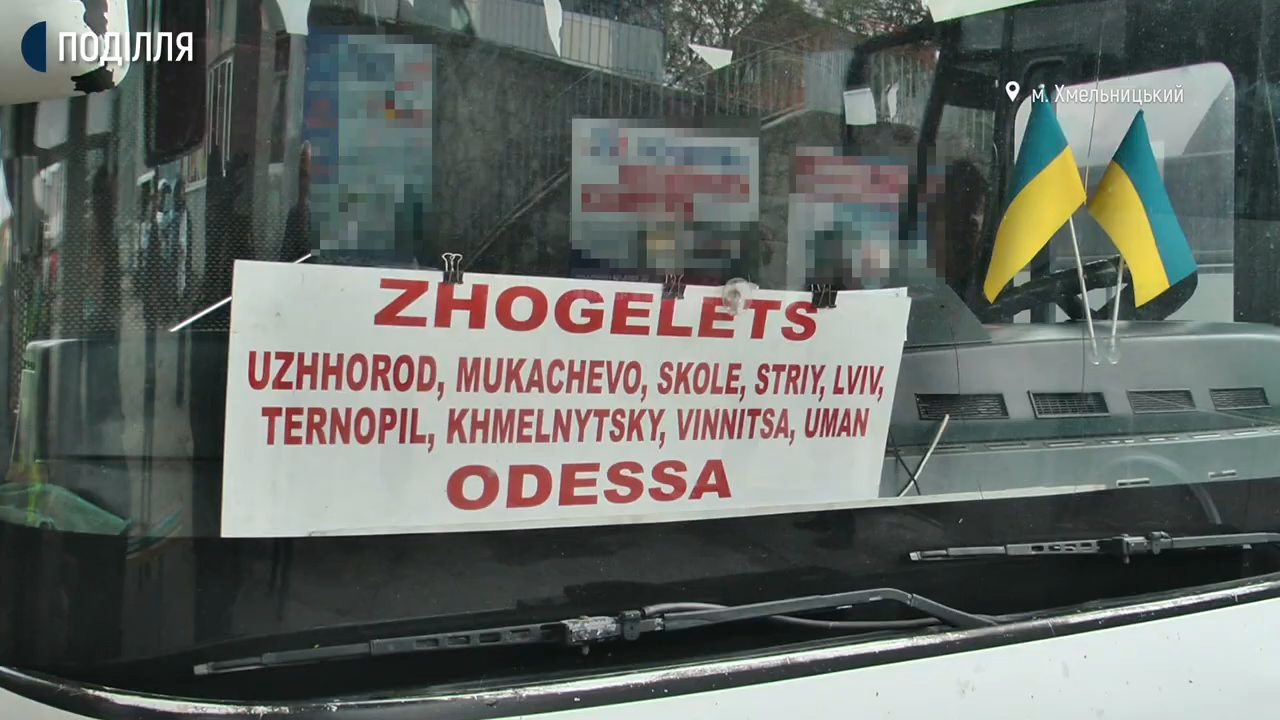 ПОДІЛЛЯ
м. Хмельницький
ZHOGELETS
UZHHOROD, MUKACHEVO, SKOLE, STRIY, LVIV,
TERNOPIL, KHMELNYTSKY, VINNITSA, UMAN
ODESSA